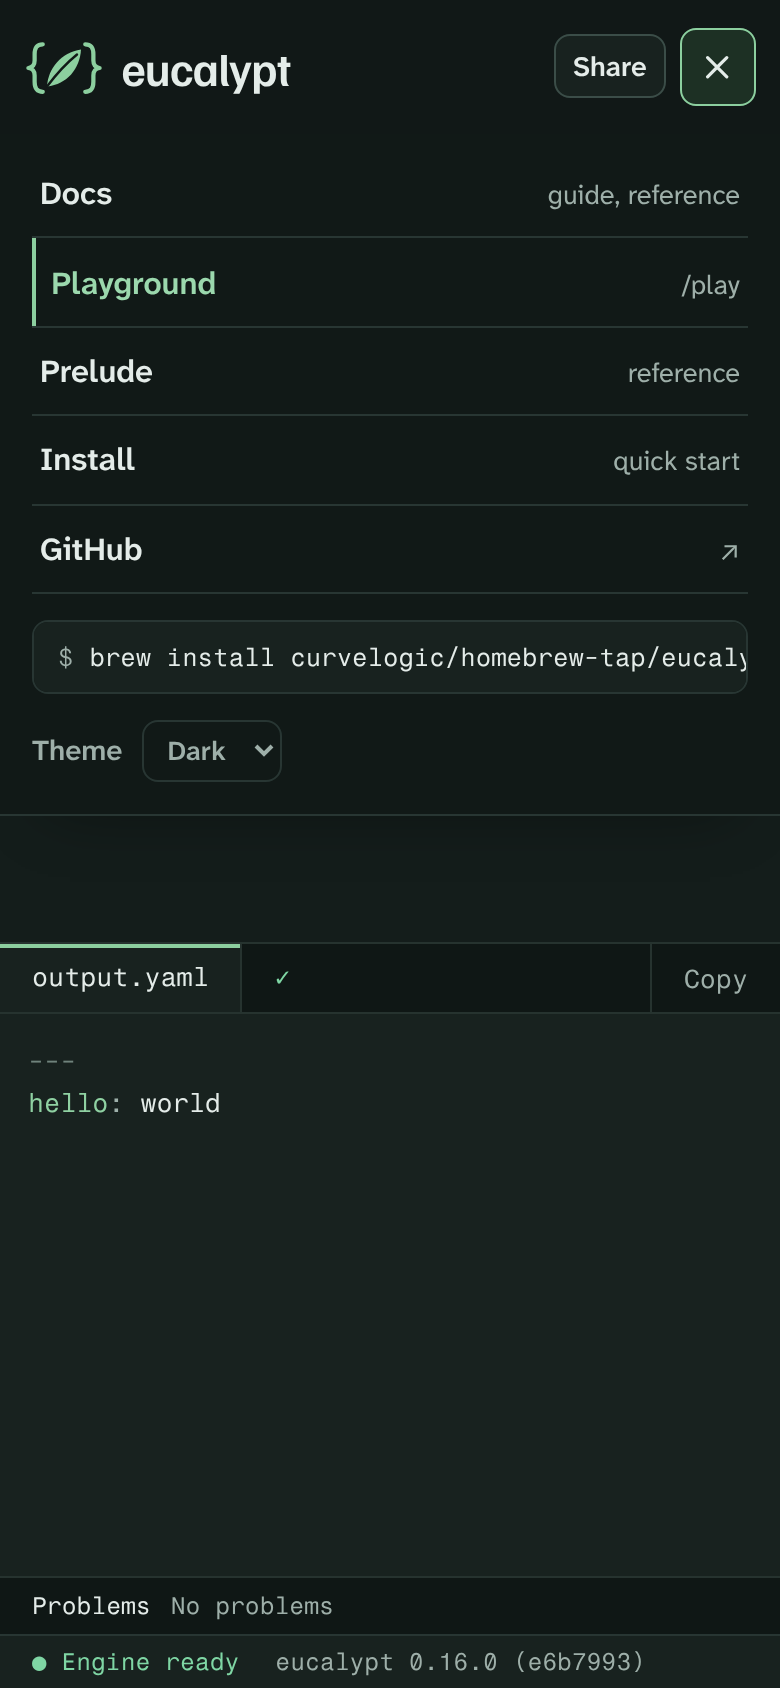 eucalypt
Share
Docs guide, reference
Playground /play
Prelude reference
Install quick start
GitHub ↗
$ brew install curvelogic/homebrew-tap/eucaly
Theme Dark
output.yaml ✓ Copy
---
hello: world
Problems No problems
Engine ready eucalypt 0.16.0 (e6b7993)